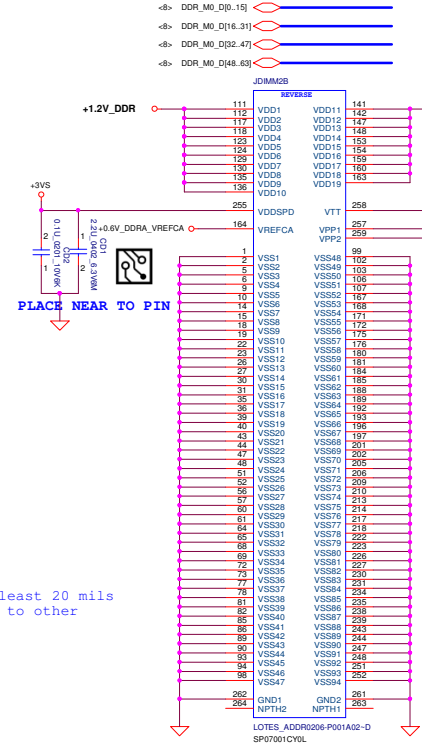 <8> DDR_M0_D[0..15]
<8> DDR_M0_D[16..31]
<8> DDR_M0_D[32..47]
<8> DDR_M0_D[48..63]
JDIMM2B
REVERSE
+1.2V_DDR
111 VDD1 VDD11 141
112 VDD2 VDD12 142
117 VDD3 VDD13 147
118 VDD4 VDD14 148
123 VDD5 VDD15 153
124 VDD6 VDD16 154
129 VDD7 VDD17 159
130 VDD8 VDD18 160
135 VDD9 VDD19 163
136 VDD10
+3VS
255 VDDSPD VTT 258
+0.6V_DDRA_VREFCA 164 VREFCA VPP1 257
VPP2 259
2 1 0.1U_0201_10V6K CD2
1 2 2.2U_0402_6.3V6M CD1
PLACE NEAR TO PIN
1 VSS1 VSS48 99
2 VSS2 VSS49 102
5 VSS3 VSS50 103
6 VSS4 VSS51 106
9 VSS5 VSS52 107
10 VSS6 VSS53 167
14 VSS7 VSS54 168
15 VSS8 VSS55 171
18 VSS9 VSS56 172
19 VSS10 VSS57 175
22 VSS11 VSS58 176
23 VSS12 VSS59 180
26 VSS13 VSS60 181
27 VSS14 VSS61 184
30 VSS15 VSS62 185
31 VSS16 VSS63 188
35 VSS17 VSS64 189
36 VSS18 VSS65 192
39 VSS19 VSS66 193
40 VSS20 VSS67 196
43 VSS21 VSS68 197
44 VSS22 VSS69 201
47 VSS23 VSS70 202
48 VSS24 VSS71 205
51 VSS25 VSS72 206
52 VSS26 VSS73 209
56 VSS27 VSS74 210
57 VSS28 VSS75 213
60 VSS29 VSS76 214
61 VSS30 VSS77 217
64 VSS31 VSS78 218
65 VSS32 VSS79 222
68 VSS33 VSS80 223
69 VSS34 VSS81 226
72 VSS35 VSS82 227
73 VSS36 VSS83 230
77 VSS37 VSS84 231
78 VSS38 VSS85 234
81 VSS39 VSS86 235
82 VSS40 VSS87 238
85 VSS41 VSS88 239
86 VSS42 VSS89 243
89 VSS43 VSS90 244
90 VSS44 VSS91 247
93 VSS45 VSS92 248
94 VSS46 VSS93 251
98 VSS47 VSS94 252
least 20 mils
to other
262 GND1 GND2 261
264 NPTH2 NPTH1 263
LOTES_ADDR0206-P001A02~D
SP07001CY0L